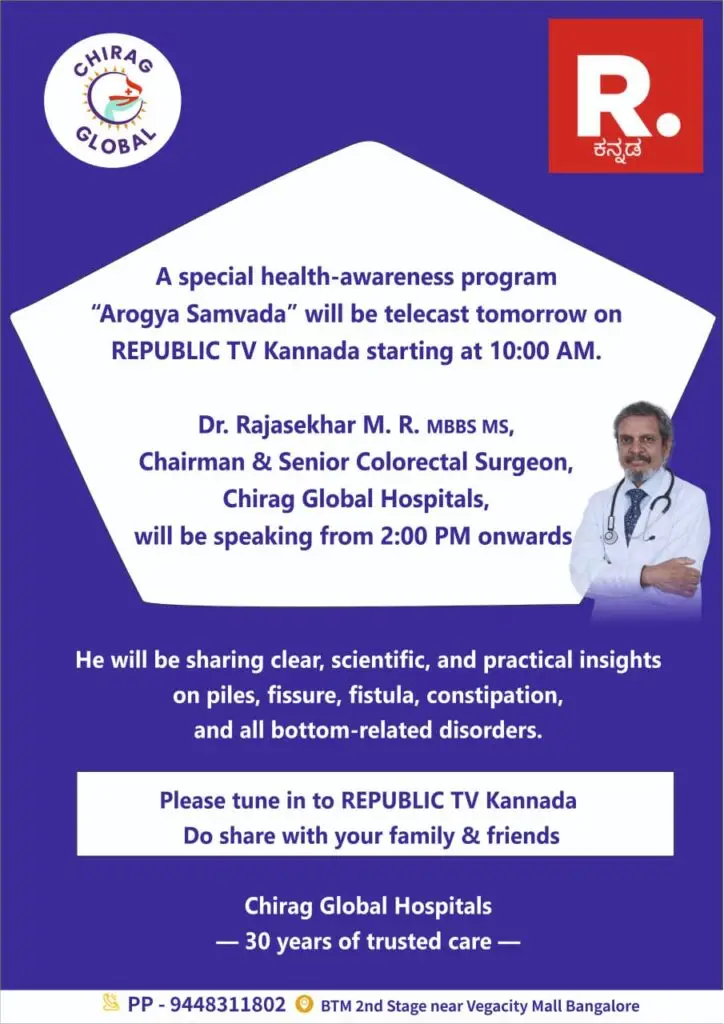 CHIRAG
GLOBAL
R.
ಕನ್ನಡ
A special health-awareness program
“Arogya Samvada” will be telecast tomorrow on
REPUBLIC TV Kannada starting at 10:00 AM.
Dr. Rajasekhar M. R. MBBS MS,
Chairman & Senior Colorectal Surgeon,
Chirag Global Hospitals,
will be speaking from 2:00 PM onwards
He will be sharing clear, scientific, and practical insights
on piles, fissure, fistula, constipation,
and all bottom-related disorders.
Please tune in to REPUBLIC TV Kannada
Do share with your family & friends
Chirag Global Hospitals
— 30 years of trusted care —
PP - 9448311802 BTM 2nd Stage near Vegacity Mall Bangalore